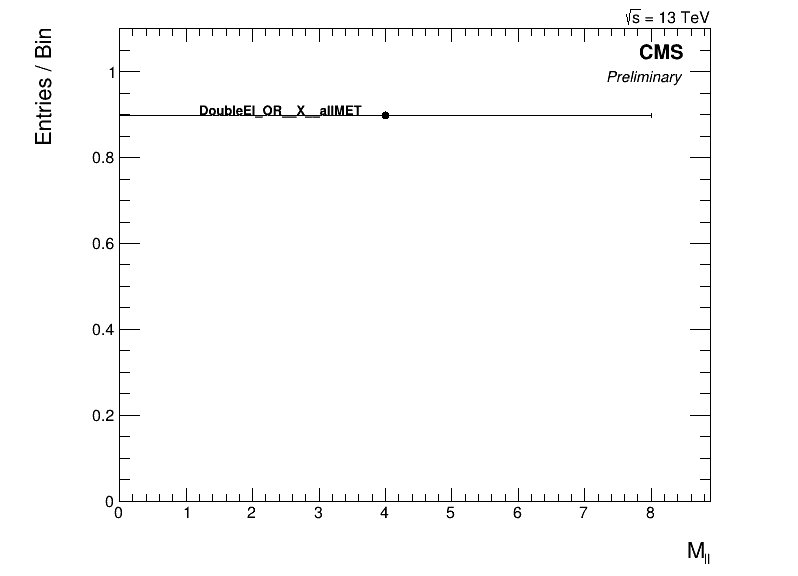 √s = 13 TeV
CMS
Preliminary
Entries / Bin
DoubleEl_OR__X__allMET
1
0.8
0.6
0.4
0.2
0
0 1 2 3 4 5 6 7 8
M_ll